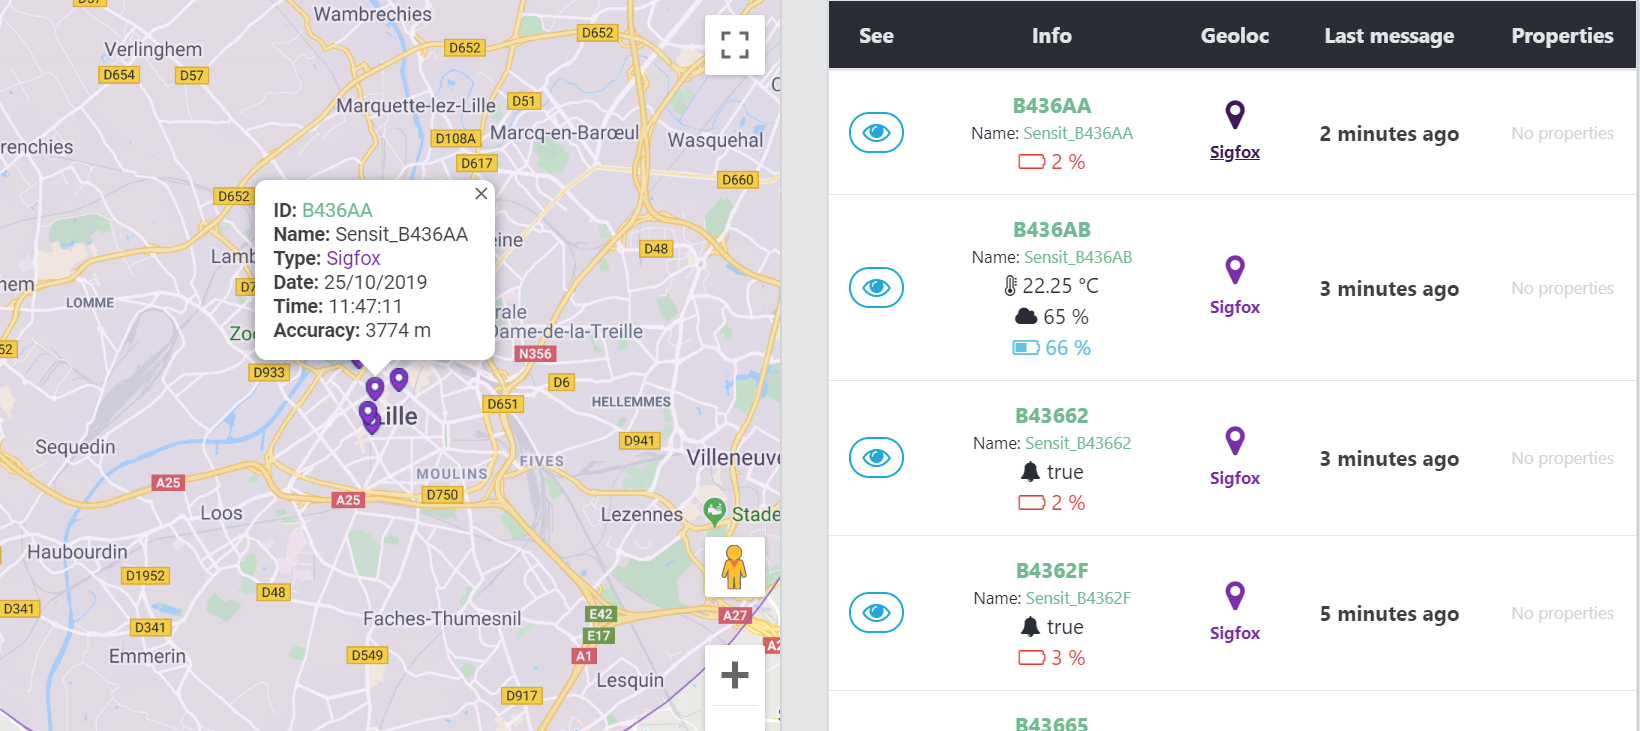 D57
Wambrechies
D652
D652
Verlinghem
D654
D57
Marquette-lez-Lille
D51
Marcq-en-Barœul
D108A
Wasquehal
renchies
D617
D660
D652
ID: B436AA
Name: Sensit_B436AA
Type: Sigfox
Date: 25/10/2019
Time: 11:47:11
Accuracy: 3774 m
eine
Lamb
D48
nem
D7
LOMME
rale
Dame-de-la-Treille
Zoo
52
N356
D933
D6
D651
HELLEMMES
Lille
Sequedin
D941
FIVES
Villeneuve
MOULINS
A25
A25
D750
Loos
Lezennes
Stade
Haubourdin
D1952
D48
D341
Faches-Thumesnil
E42
A27
D341
E17
A2
Emmerin
D549
A1
Lesquin
D917
See Info Geoloc Last message Properties
B436AA
Name: Sensit_B436AA
2 %
Sigfox
2 minutes ago
No properties
B436AB
Name: Sensit_B436AB
22.25 °C
65 %
66 %
Sigfox
3 minutes ago
No properties
B43662
Name: Sensit_B43662
true
2 %
Sigfox
3 minutes ago
No properties
B4362F
Name: Sensit_B4362F
true
3 %
Sigfox
5 minutes ago
No properties
B43665